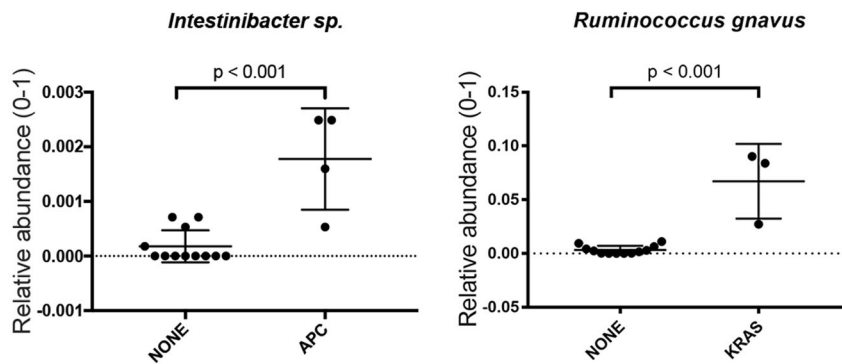 Intestinibacter sp.
p < 0.001
Relative abundance (0-1)
0.003
0.002
0.001
0.000
-0.001
NONE
APC
Ruminococcus gnavus
p < 0.001
Relative abundance (0-1)
0.15
0.10
0.05
0.00
-0.05
NONE
KRAS